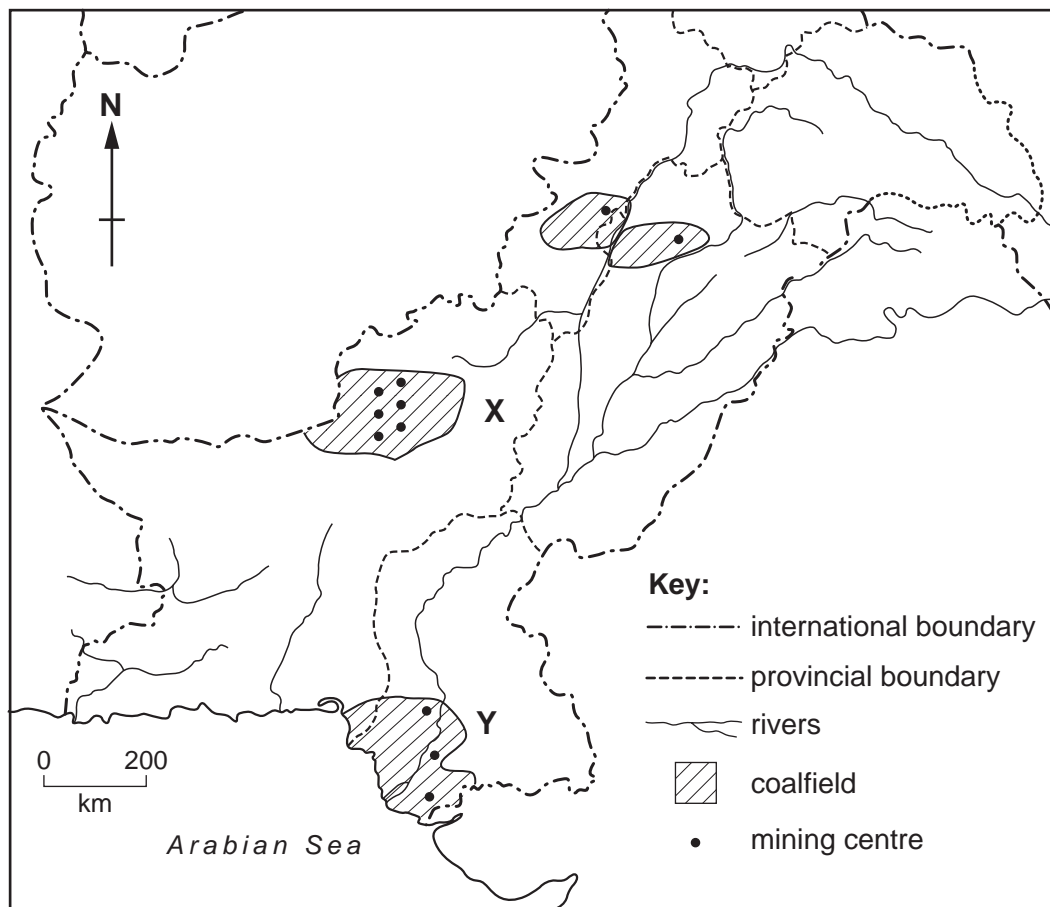 N
X
Key:
international boundary
provincial boundary
Y
rivers
0 200
km
coalfield
Arabian Sea
mining centre